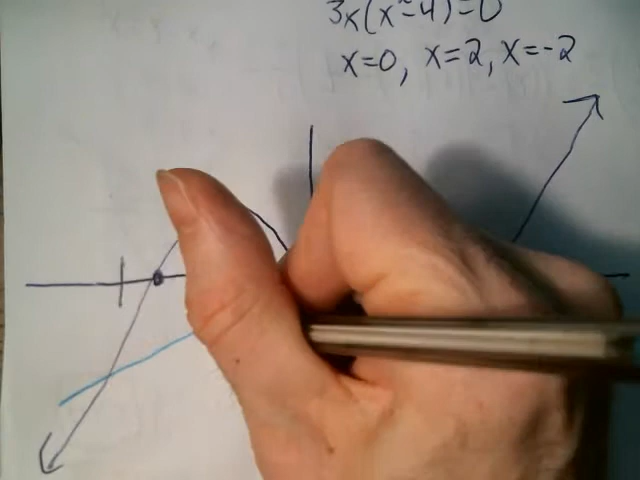 3x(x²-4)=0
x=0, x=2, x=-2